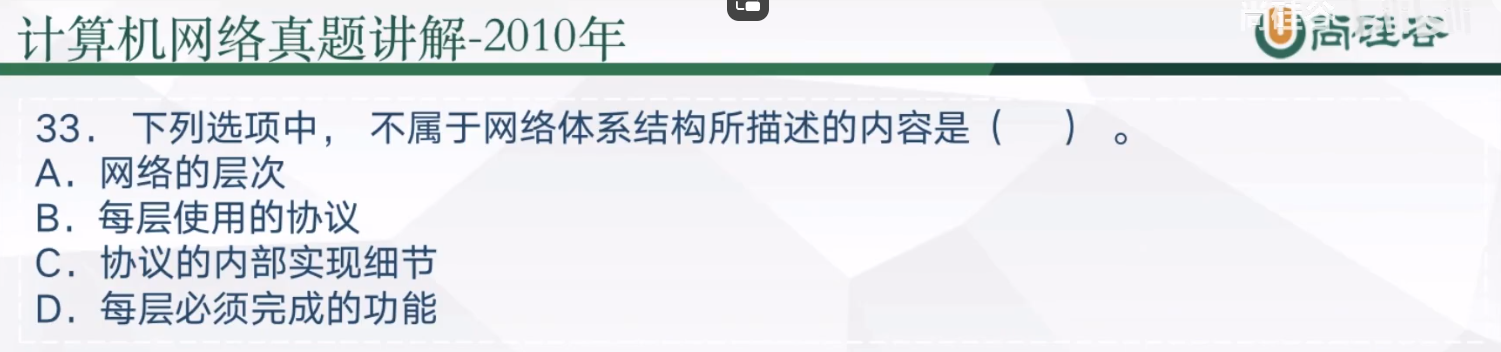 计算机网络真题讲解-2010年
尚硅谷
33. 下列选项中， 不属于网络体系结构所描述的内容是（ ） 。
A. 网络的层次
B. 每层使用的协议
C. 协议的内部实现细节
D. 每层必须完成的功能